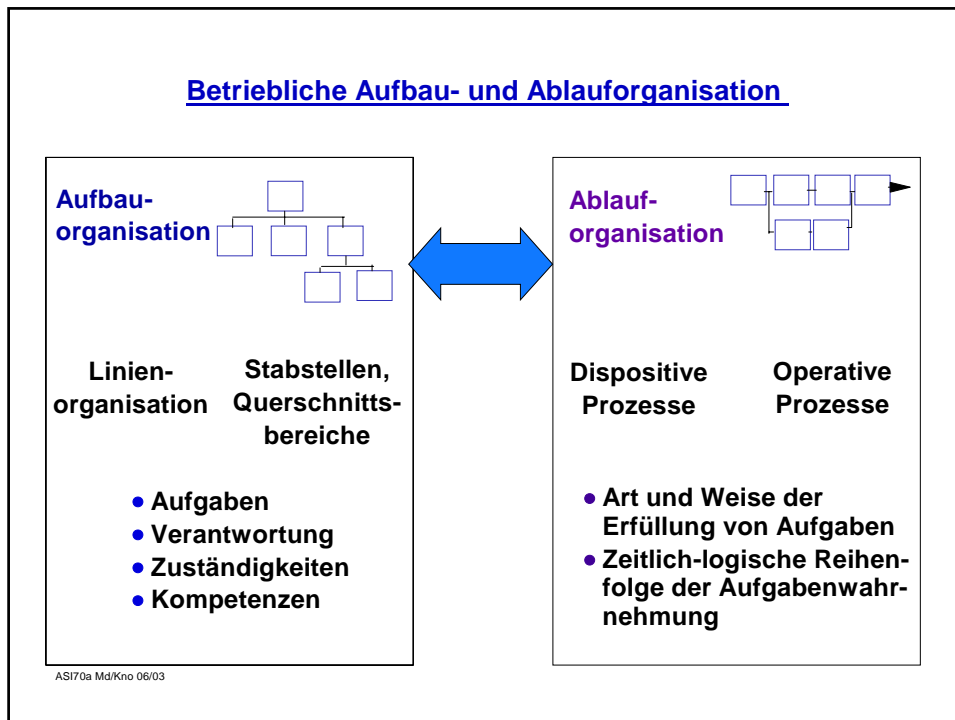 Betriebliche Aufbau- und Ablauforganisation
Aufbau-
organisation
Linien-
organisation
Stabstellen,
Querschnitts-
bereiche
• Aufgaben
• Verantwortung
• Zuständigkeiten
• Kompetenzen
Ablauf-
organisation
Dispositive
Prozesse
Operative
Prozesse
• Art und Weise der
Erfüllung von Aufgaben
• Zeitlich-logische Reihen-
folge der Aufgabenwahr-
nehmung
ASI70a Md/Kno 06/03